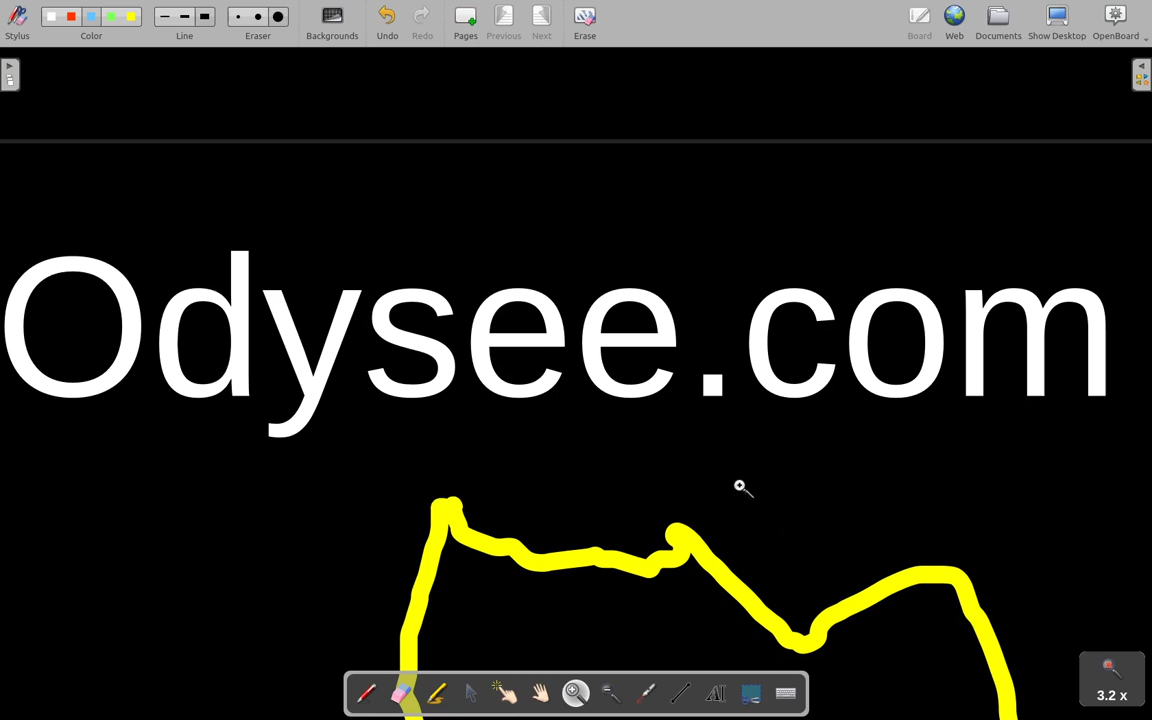 Stylus
Color
Line
Eraser
Backgrounds
Undo
Redo
Pages
Previous
Next
Erase
Board
Web
Documents
Show Desktop
OpenBoard
Odysee.com
AI
3.2 x